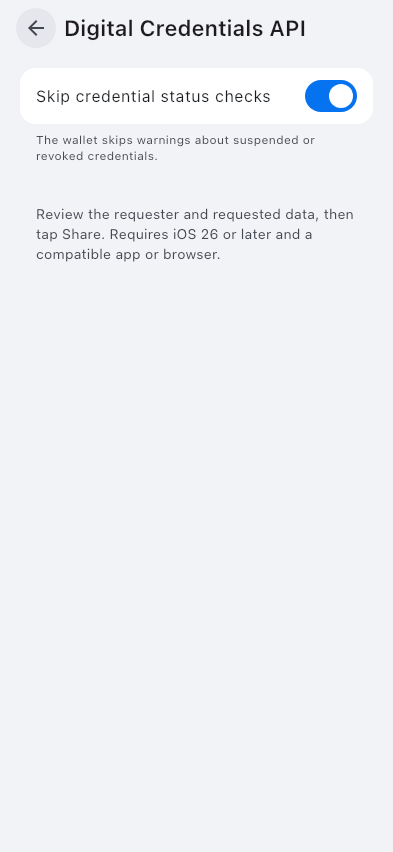 Digital Credentials API
Skip credential status checks
The wallet skips warnings about suspended or
revoked credentials.
Review the requester and requested data, then
tap Share. Requires iOS 26 or later and a
compatible app or browser.